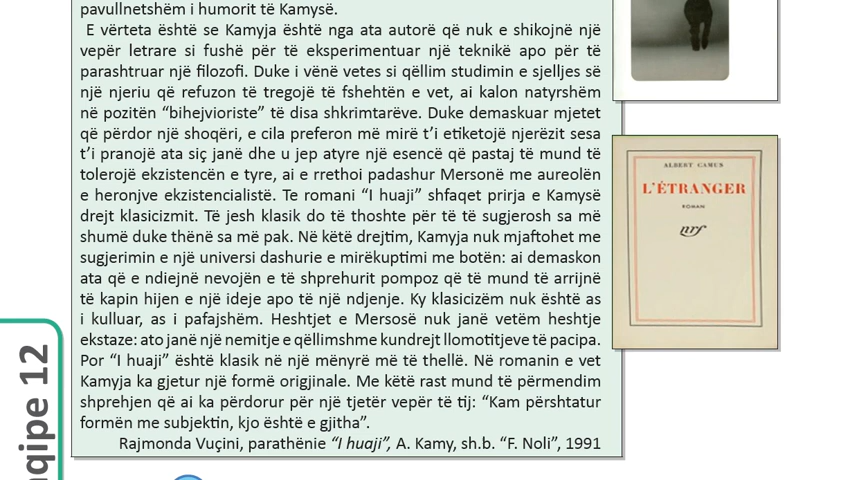 pavullnetshëm i humorit të Kamysë.
E vërteta është se Kamyja është nga ata autorë që nuk e shikojnë një
vepër letrare si fushë për të eksperimentuar një teknikë apo për të
parashtruar një filozofi. Duke i vënë vetes si qëllim studimin e sjelljes së
një njeriu që refuzon të tregojë të fshehtën e vet, ai kalon natyrshëm
në pozitën “bihejvioriste” të disa shkrimtarëve. Duke demaskuar mjetet
që përdor një shoqëri, e cila preferon më mirë t’i etiketojë njerëzit sesa
t’i pranojë ata siç janë dhe u jep atyre një esencë që pastaj të mund të
tolerojë ekzistencën e tyre, ai e rrethoi padashur Mersonë me aureolën
e heronjve ekzistencialistë. Te romani “I huaji” shfaqet prirja e Kamysë
drejt klasicizmit. Të jesh klasik do të thoshte për të të sugjerosh sa më
shumë duke thënë sa më pak. Në këtë drejtim, Kamyja nuk mjaftohet me
sugjerimin e një universi dashurie e mirëkuptimi me botën: ai demaskon
ata që e ndiejnë nevojën e të shprehurit pompoz që të mund të arrijnë
të kapin hijen e një ideje apo të një ndjenje. Ky klasicizëm nuk është as
i kulluar, as i pafajshëm. Heshtjet e Mersosë nuk janë vetëm heshtje
ekstaze: ato janë një nemitje e qëllimshme kundrejt llomotitjeve të pacipa.
Por “I huaji” është klasik në një mënyrë më të thellë. Në romanin e vet
Kamyja ka gjetur një formë origjinale. Me këtë rast mund të përmendim
shprehjen që ai ka përdorur për një tjetër vepër të tij: “Kam përshtatur
formën me subjektin, kjo është e gjitha”.
Rajmonda Vuçini, parathënie “I huaji”, A. Kamy, sh.b. “F. Noli”, 1991
ALBERT CAMUS
L'ÉTRANGER
ROMAN
nrf
qipe 12